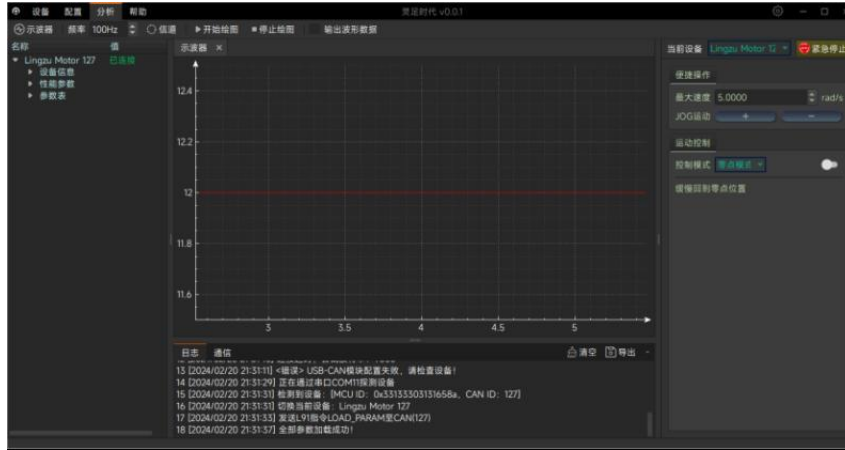 设备 配置 分析 帮助
灵足时代 v0.0.1
示波器 频率 100Hz 信道 开始绘图 停止绘图 输出波形数据
名称 值
Lingzu Motor 127 已连接
设备信息
性能参数
参数表
示波器 ×
12.4
12.2
12
11.8
11.6
3 3.5 4 4.5 5
日志 通信
清空 导出
13 [2024/02/20 21:31:11] <错误> USB-CAN模块配置失败，请检查设备!
14 [2024/02/20 21:31:29] 正在通过串口COM11探测设备
15 [2024/02/20 21:31:31] 检测到设备: [MCU ID: 0x33133303131658a, CAN ID: 127]
16 [2024/02/20 21:31:31] 切换当前设备: Lingzu Motor 127
17 [2024/02/20 21:31:33] 发送L91指令LOAD_PARAM至CAN(127)
18 [2024/02/20 21:31:37] 全部参数加载成功!
当前设备 Lingzu Motor 12 紧急停止
便捷操作
最大速度 5.0000 rad/s
JOG运动 + −
运动控制
控制模式 零点模式
缓慢回到零点位置